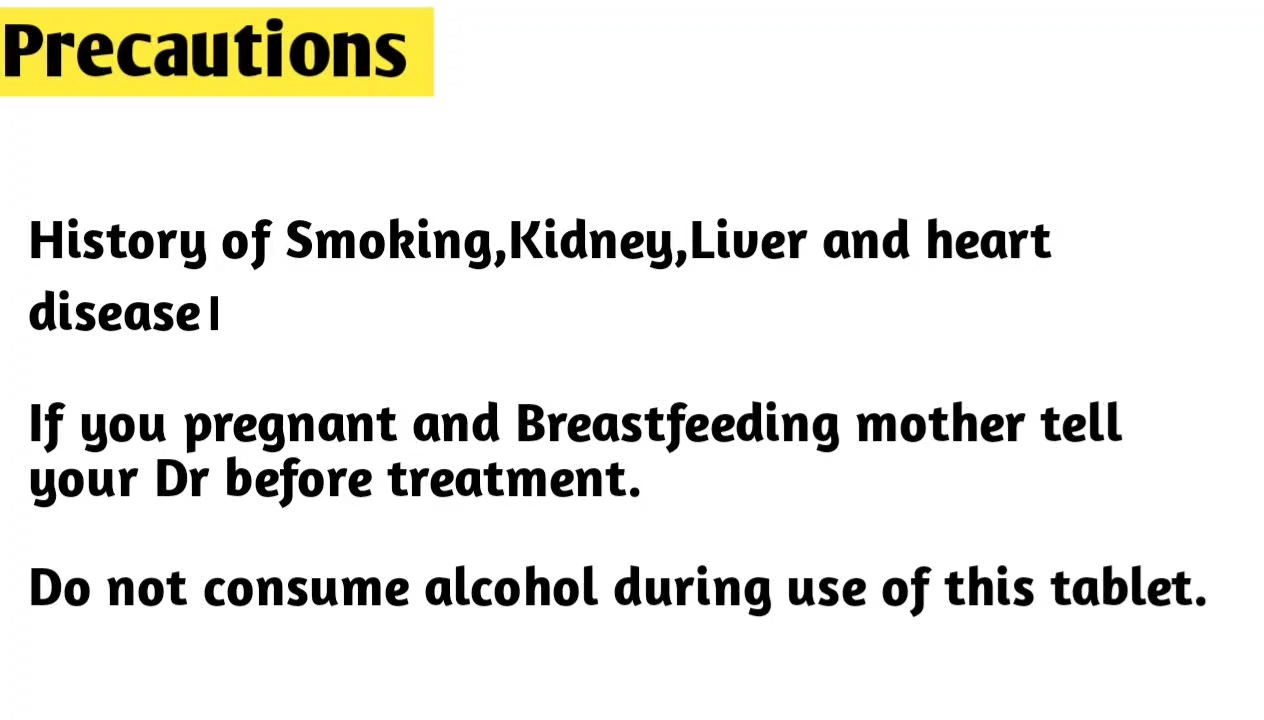 Precautions
History of Smoking,Kidney,Liver and heart
disease।
If you pregnant and Breastfeeding mother tell
your Dr before treatment.
Do not consume alcohol during use of this tablet.